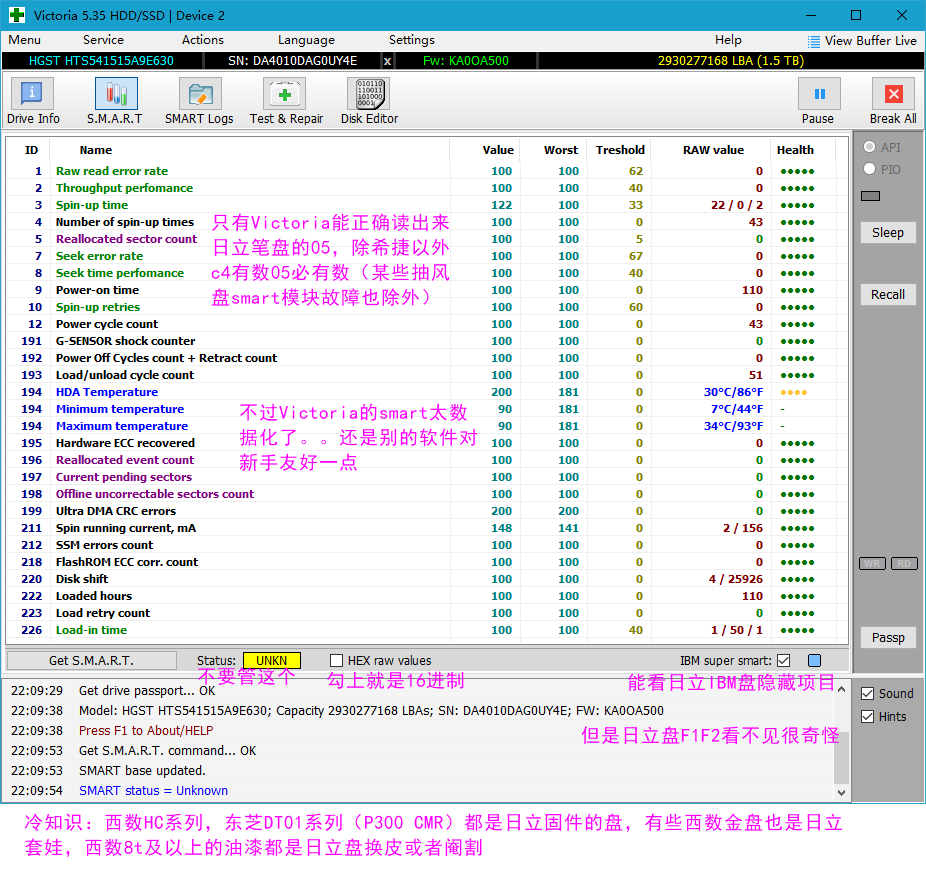 Victoria 5.35 HDD/SSD | Device 2
Menu Service Actions Language Settings Help View Buffer Live
HGST HTS541515A9E630 SN: DA4010DAG0UY4E x Fw: KA0OA500 2930277168 LBA (1.5 TB)
Drive Info S.M.A.R.T SMART Logs Test & Repair Disk Editor Pause Break All
ID Name Value Worst Treshold RAW value Health
1 Raw read error rate 100 100 62 0
2 Throughput perfomance 100 100 40 0
3 Spin-up time 122 100 33 22 / 0 / 2
4 Number of spin-up times 100 100 0 43
5 Reallocated sector count 100 100 5 0
7 Seek error rate 100 100 67 0
8 Seek time perfomance 100 100 40 0
9 Power-on time 100 100 0 110
10 Spin-up retries 100 100 60 0
12 Power cycle count 100 100 0 43
191 G-SENSOR shock counter 100 100 0 0
192 Power Off Cycles count + Retract count 100 100 0 0
193 Load/unload cycle count 100 100 0 51
194 HDA Temperature 200 181 0 30°C/86°F
194 Minimum temperature 90 181 0 7°C/44°F -
194 Maximum temperature 90 181 0 34°C/93°F -
195 Hardware ECC recovered 100 100 0 0
196 Reallocated event count 100 100 0 0
197 Current pending sectors 100 100 0 0
198 Offline uncorrectable sectors count 100 100 0 0
199 Ultra DMA CRC errors 200 200 0 0
211 Spin running current, mA 148 141 0 2 / 156
212 SSM errors count 100 100 0 0
218 FlashROM ECC corr. count 100 100 0 0
220 Disk shift 100 100 0 4 / 25926
222 Loaded hours 100 100 0 110
223 Load retry count 100 100 0 0
226 Load-in time 100 100 40 1 / 50 / 1
只有Victoria能正确读出来
日立笔盘的05，除希捷以外
c4有数05必有数（某些抽风
盘smart模块故障也除外）
不过Victoria的smart太数
据化了。。还是别的软件对
新手友好一点
API
PIO
Sleep
Recall
WR RD
Passp
Get S.M.A.R.T. Status: UNKN HEX raw values IBM super smart:
不要管这个 勾上就是16进制 能看日立IBM盘隐藏项目
22:09:29 Get drive passport... OK
22:09:38 Model: HGST HTS541515A9E630; Capacity 2930277168 LBAs; SN: DA4010DAG0UY4E; FW: KA0OA500
22:09:38 Press F1 to About/HELP
22:09:53 Get S.M.A.R.T. command... OK
22:09:53 SMART base updated.
22:09:54 SMART status = Unknown
但是日立盘F1F2看不见很奇怪
Sound
Hints
冷知识：西数HC系列，东芝DT01系列（P300 CMR）都是日立固件的盘，有些西数金盘也是日立
套娃，西数8t及以上的油漆都是日立盘换皮或者阉割